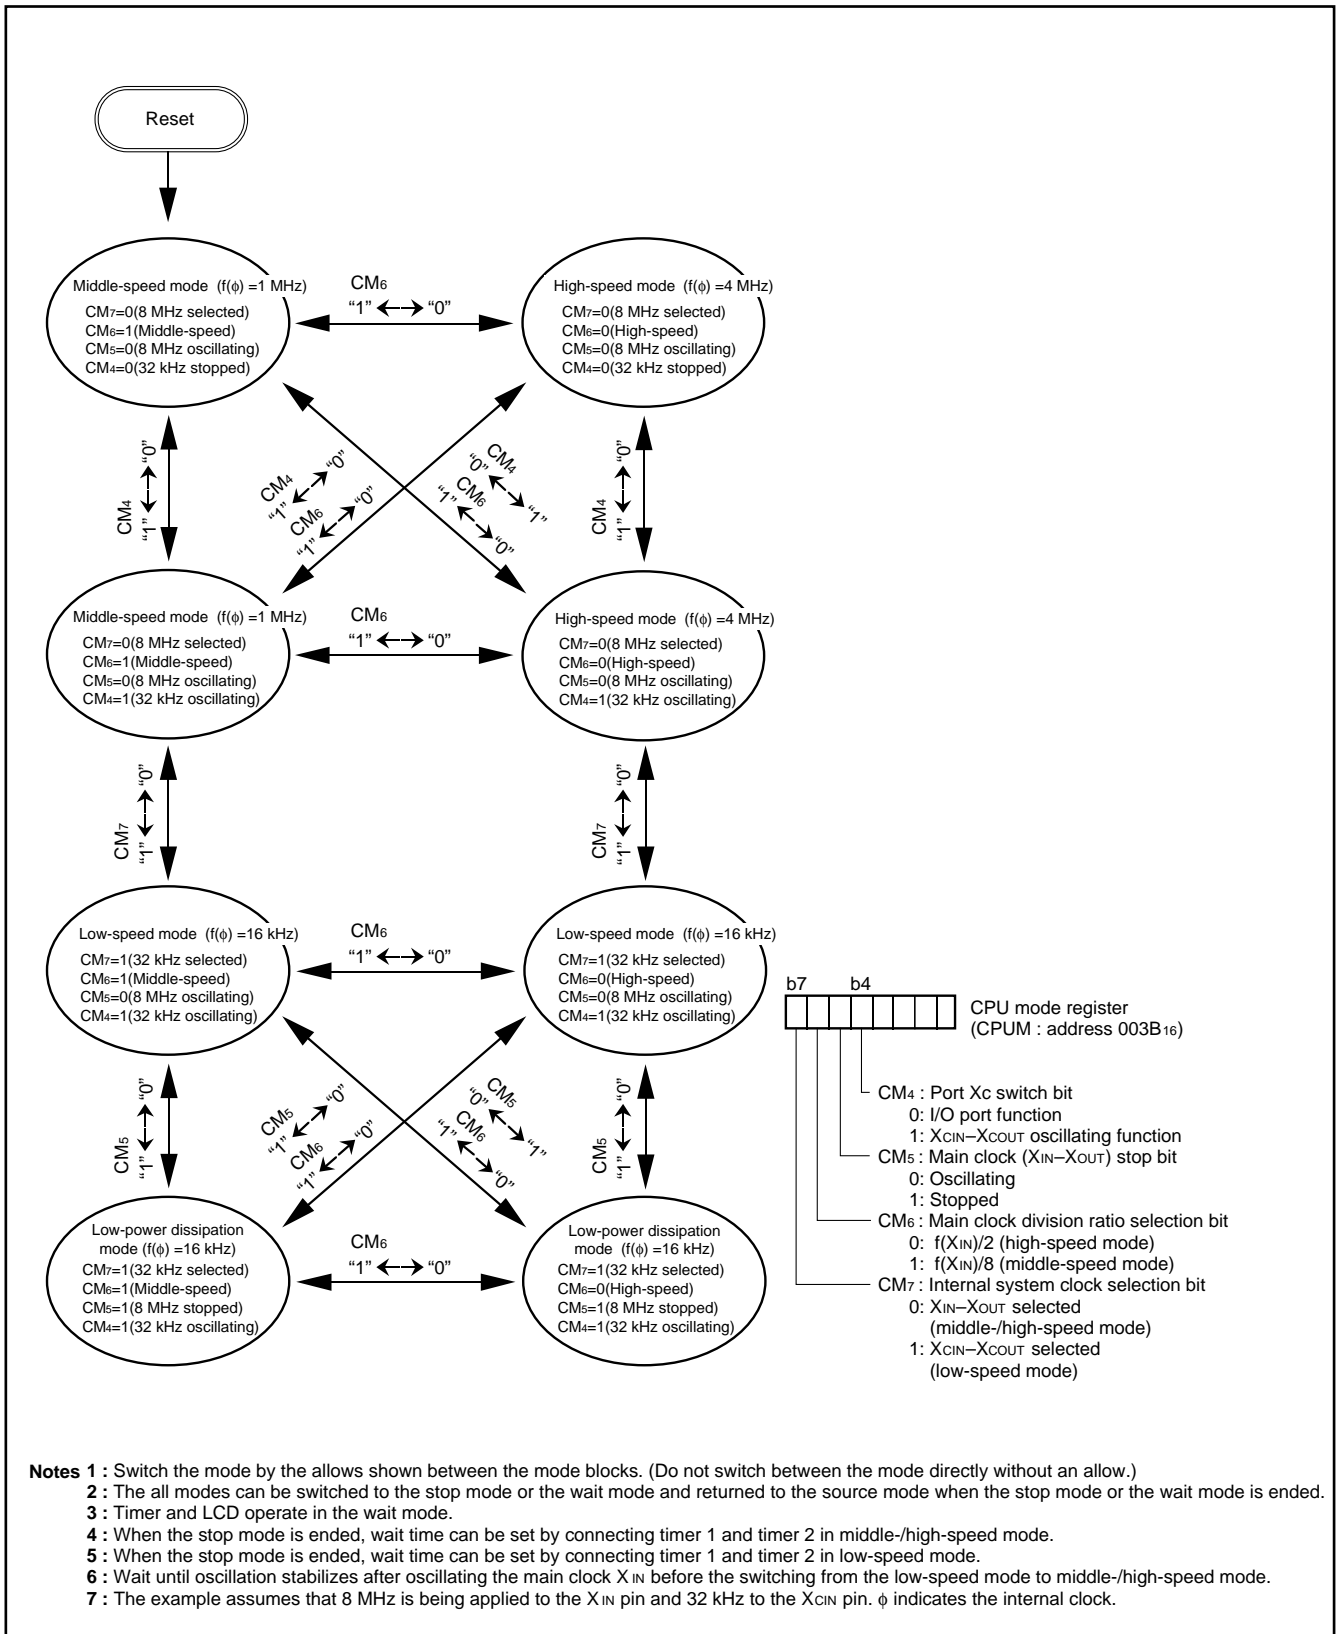 Reset
Middle-speed mode (f(ϕ) =1 MHz)
CM7=0(8 MHz selected)
CM6=1(Middle-speed)
CM5=0(8 MHz oscillating)
CM4=0(32 kHz stopped)
CM6
“1” “0”
High-speed mode (f(ϕ) =4 MHz)
CM7=0(8 MHz selected)
CM6=0(High-speed)
CM5=0(8 MHz oscillating)
CM4=0(32 kHz stopped)
CM4
“1” “0”
CM4
“1” “0”
CM6
“1” “0”
CM4
“0” “1”
CM6
“1” “0”
CM4
“1” “0”
Middle-speed mode (f(ϕ) =1 MHz)
CM7=0(8 MHz selected)
CM6=1(Middle-speed)
CM5=0(8 MHz oscillating)
CM4=1(32 kHz oscillating)
CM6
“1” “0”
High-speed mode (f(ϕ) =4 MHz)
CM7=0(8 MHz selected)
CM6=0(High-speed)
CM5=0(8 MHz oscillating)
CM4=1(32 kHz oscillating)
CM7
“1” “0”
CM7
“1” “0”
Low-speed mode (f(ϕ) =16 kHz)
CM7=1(32 kHz selected)
CM6=1(Middle-speed)
CM5=0(8 MHz oscillating)
CM4=1(32 kHz oscillating)
CM6
“1” “0”
Low-speed mode (f(ϕ) =16 kHz)
CM7=1(32 kHz selected)
CM6=0(High-speed)
CM5=0(8 MHz oscillating)
CM4=1(32 kHz oscillating)
CM5
“1” “0”
CM5
“1” “0”
CM6
“1” “0”
CM5
“0” “1”
CM6
“1” “0”
CM5
“1” “0”
Low-power dissipation
mode (f(ϕ) =16 kHz)
CM7=1(32 kHz selected)
CM6=1(Middle-speed)
CM5=1(8 MHz stopped)
CM4=1(32 kHz oscillating)
CM6
“1” “0”
Low-power dissipation
mode (f(ϕ) =16 kHz)
CM7=1(32 kHz selected)
CM6=0(High-speed)
CM5=1(8 MHz stopped)
CM4=1(32 kHz oscillating)
b7 b4
CPU mode register
(CPUM : address 003B16)
CM4 : Port Xc switch bit
0: I/O port function
1: XCIN–XCOUT oscillating function
CM5 : Main clock (XIN–XOUT) stop bit
0: Oscillating
1: Stopped
CM6 : Main clock division ratio selection bit
0: f(XIN)/2 (high-speed mode)
1: f(XIN)/8 (middle-speed mode)
CM7 : Internal system clock selection bit
0: XIN–XOUT selected
(middle-/high-speed mode)
1: XCIN–XCOUT selected
(low-speed mode)
Notes 1 : Switch the mode by the allows shown between the mode blocks. (Do not switch between the mode directly without an allow.)
2 : The all modes can be switched to the stop mode or the wait mode and returned to the source mode when the stop mode or the wait mode is ended.
3 : Timer and LCD operate in the wait mode.
4 : When the stop mode is ended, wait time can be set by connecting timer 1 and timer 2 in middle-/high-speed mode.
5 : When the stop mode is ended, wait time can be set by connecting timer 1 and timer 2 in low-speed mode.
6 : Wait until oscillation stabilizes after oscillating the main clock XIN before the switching from the low-speed mode to middle-/high-speed mode.
7 : The example assumes that 8 MHz is being applied to the XIN pin and 32 kHz to the XCIN pin. ϕ indicates the internal clock.